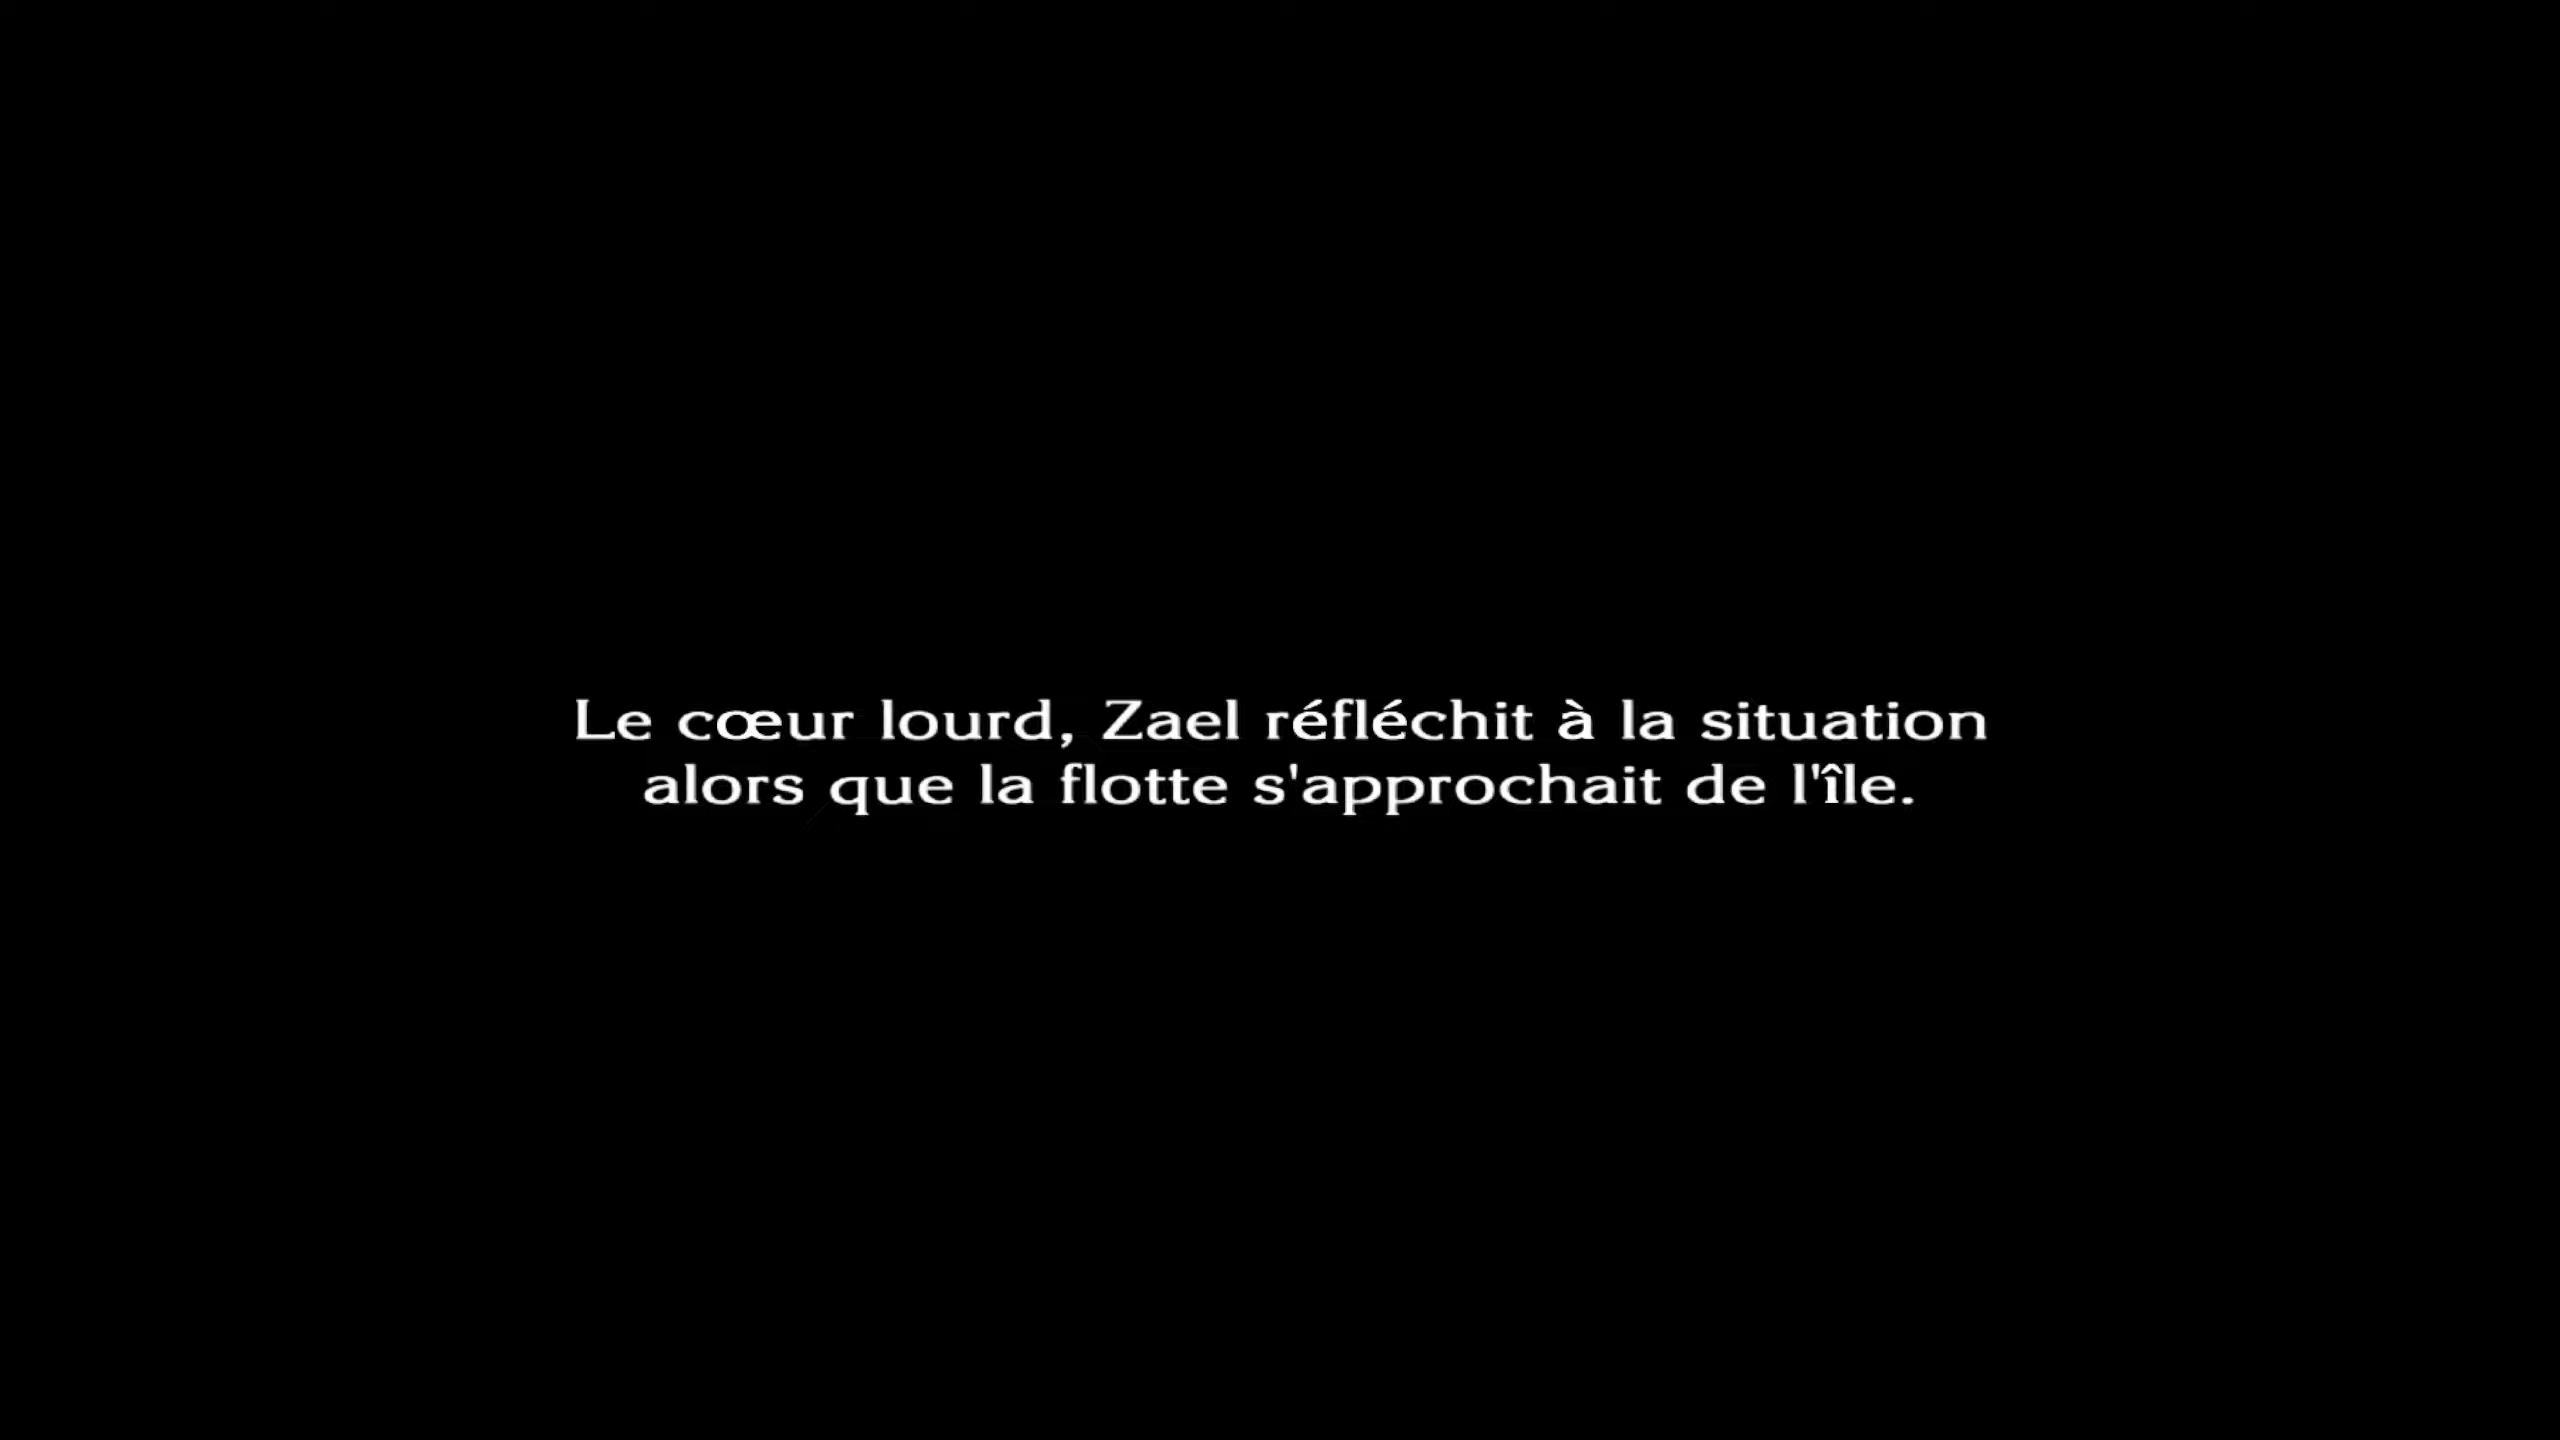 Le cœur lourd, Zael réfléchit à la situation
alors que la flotte s'approchait de l'île.